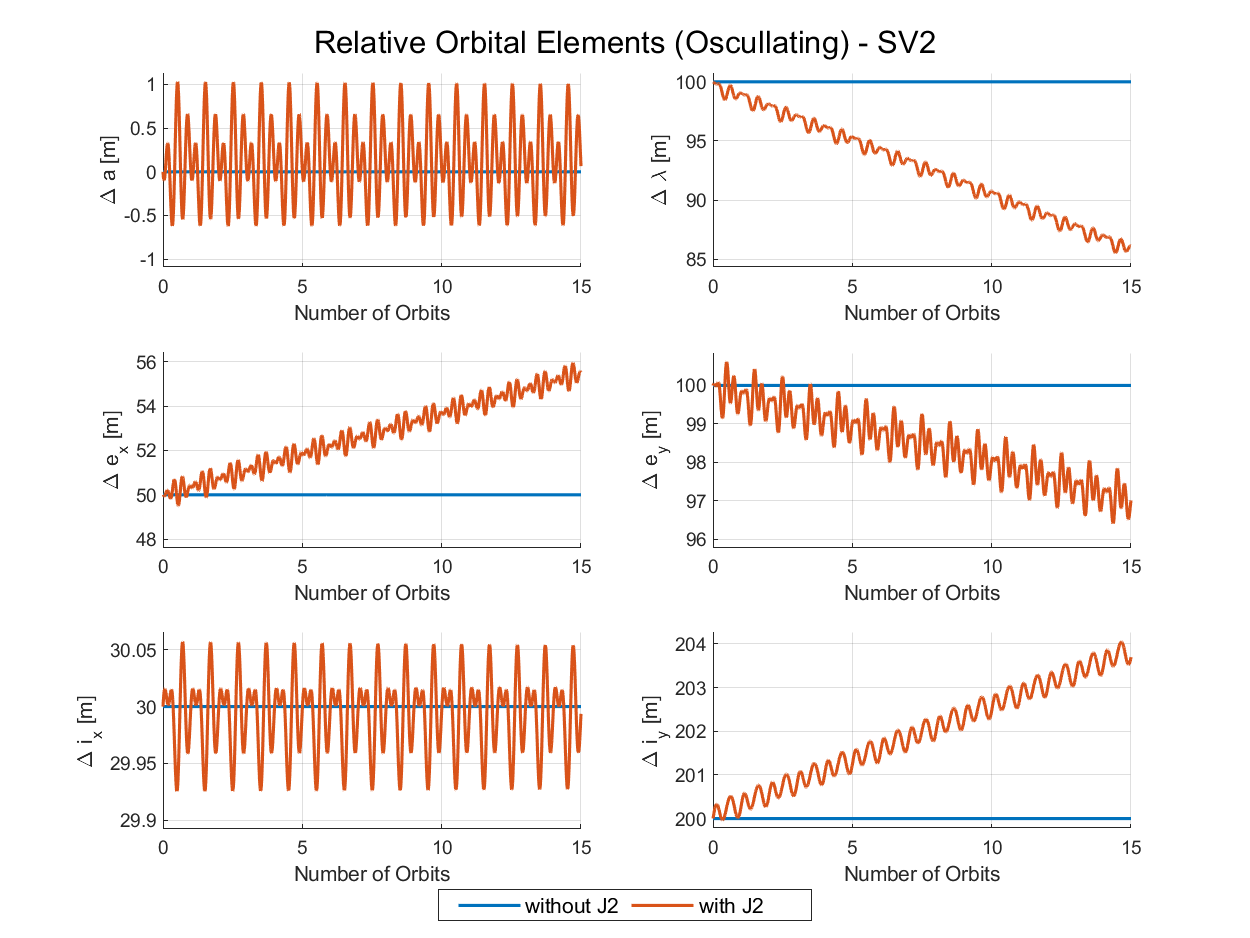 Relative Orbital Elements (Oscullating) - SV2
1
0.5
0
-0.5
-1
Δ a [m]
0 5 10 15
Number of Orbits
100
95
90
85
Δ λ [m]
0 5 10 15
Number of Orbits
56
54
52
50
48
Δ e_x [m]
0 5 10 15
Number of Orbits
100
99
98
97
96
Δ e_y [m]
0 5 10 15
Number of Orbits
30.05
30
29.95
29.9
Δ i_x [m]
0 5 10 15
Number of Orbits
204
203
202
201
200
Δ i_y [m]
0 5 10 15
Number of Orbits
without J2 with J2